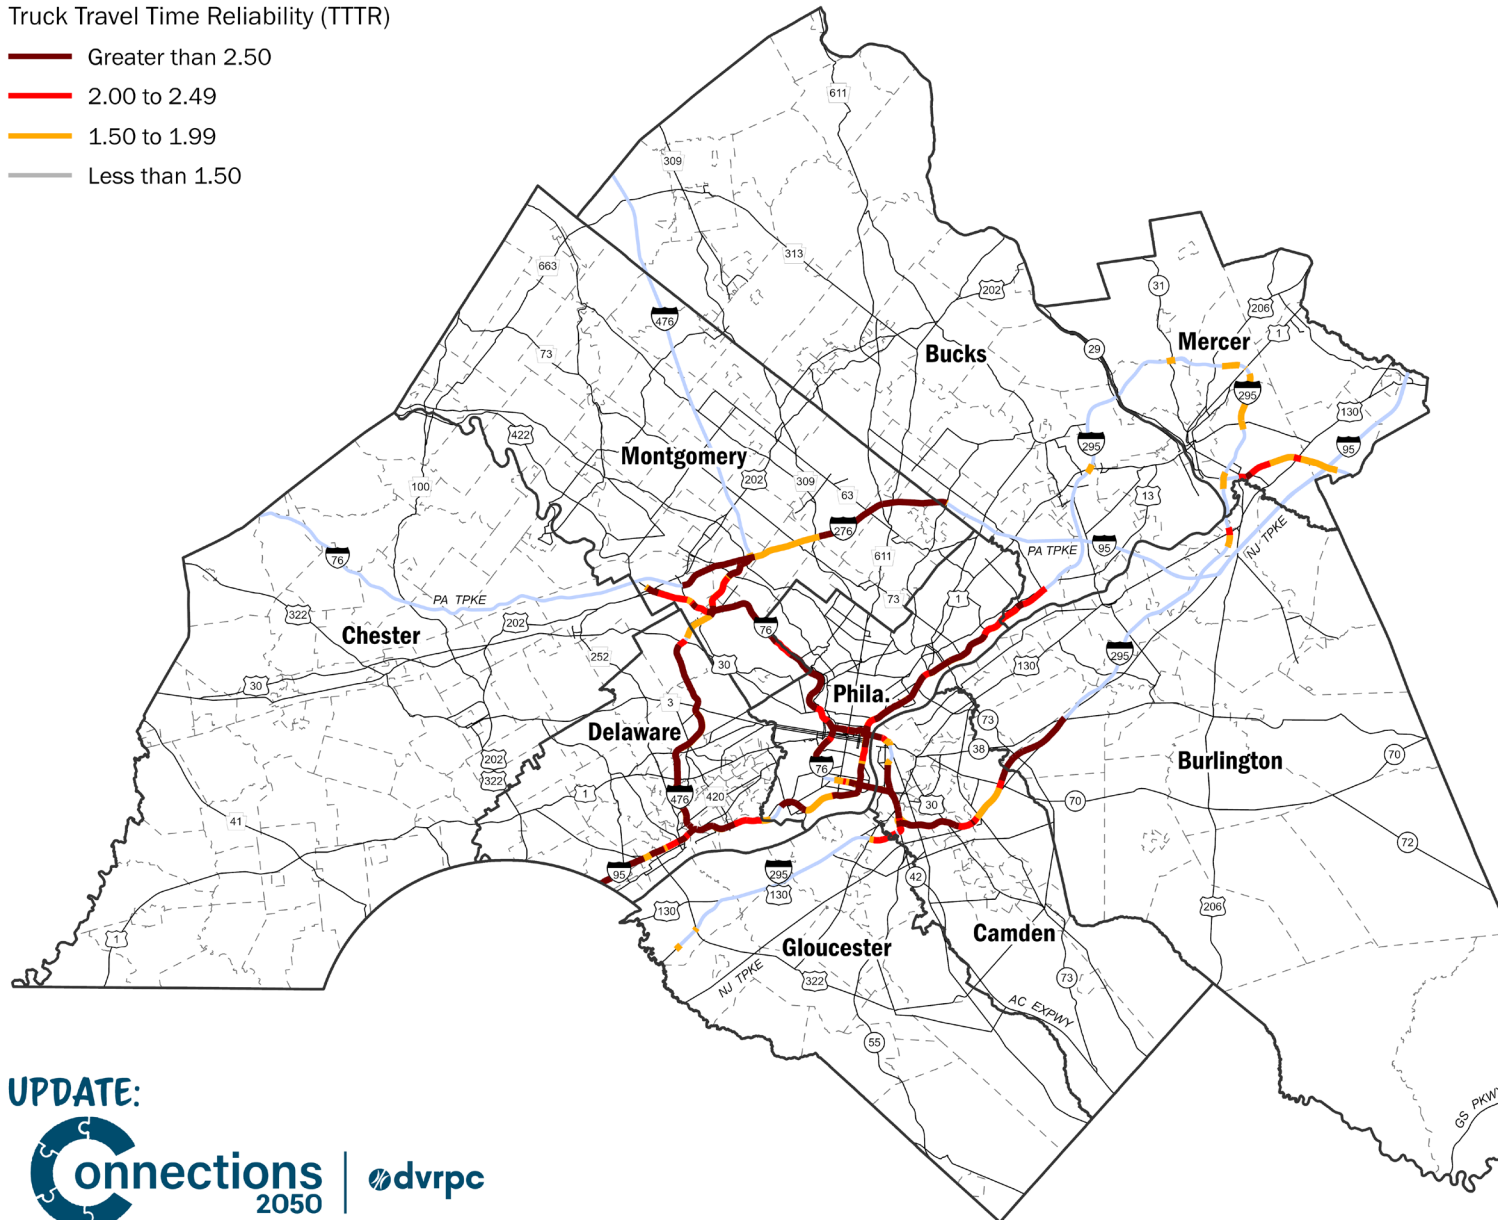 Truck Travel Time Reliability (TTTR)
Greater than 2.50
2.00 to 2.49
1.50 to 1.99
Less than 1.50
611
309
313
663
476
202
31
206
1
Mercer
29
Bucks
73
295
130
422
Montgomery
295
95
202
309
63
100
13
276
76
611
PA TPKE
95
NJ TPKE
PA TPKE
73
1
322
202
76
Chester
252
30
130
295
30
3
Phila.
73
Delaware
38
202
322
76
Burlington
70
1
476
420
30
70
41
72
95
295
130
42
130
206
1
Gloucester
Camden
NJ TPKE
322
73
AC EXPWY
55
GS PKWY
UPDATE:
Connections
2050
dvrpc